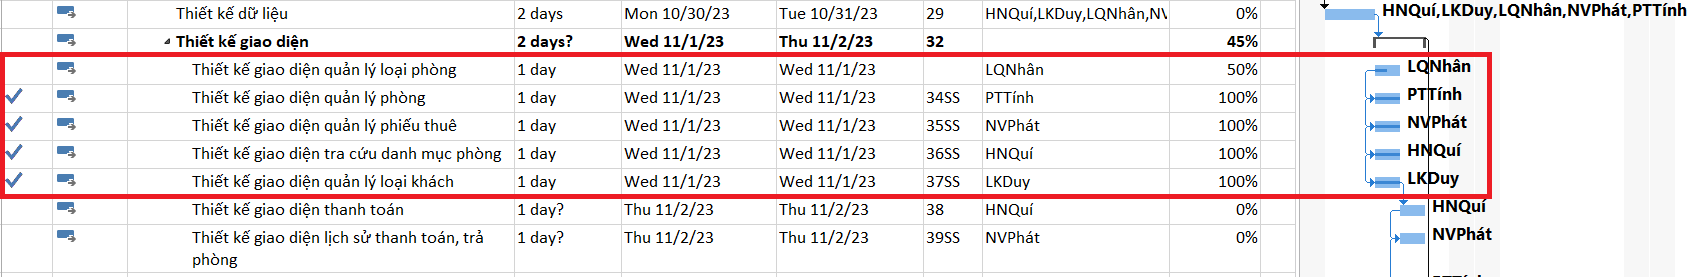 Thiết kế dữ liệu 2 days Mon 10/30/23 Tue 10/31/23 29 HNQuí,LKDuy,LQNhân,NV 0% HNQuí,LKDuy,LQNhân,NVPhát,PTTính
Thiết kế giao diện 2 days? Wed 11/1/23 Thu 11/2/23 32 45%
Thiết kế giao diện quản lý loại phòng 1 day Wed 11/1/23 Wed 11/1/23 LQNhân 50% LQNhân
Thiết kế giao diện quản lý phòng 1 day Wed 11/1/23 Wed 11/1/23 34SS PTTính 100% PTTính
Thiết kế giao diện quản lý phiếu thuê 1 day Wed 11/1/23 Wed 11/1/23 35SS NVPhát 100% NVPhát
Thiết kế giao diện tra cứu danh mục phòng 1 day Wed 11/1/23 Wed 11/1/23 36SS HNQuí 100% HNQuí
Thiết kế giao diện quản lý loại khách 1 day Wed 11/1/23 Wed 11/1/23 37SS LKDuy 100% LKDuy
Thiết kế giao diện thanh toán 1 day? Thu 11/2/23 Thu 11/2/23 38 HNQuí 0% HNQuí
Thiết kế giao diện lịch sử thanh toán, trả 1 day? Thu 11/2/23 Thu 11/2/23 39SS NVPhát 0% NVPhát
phòng